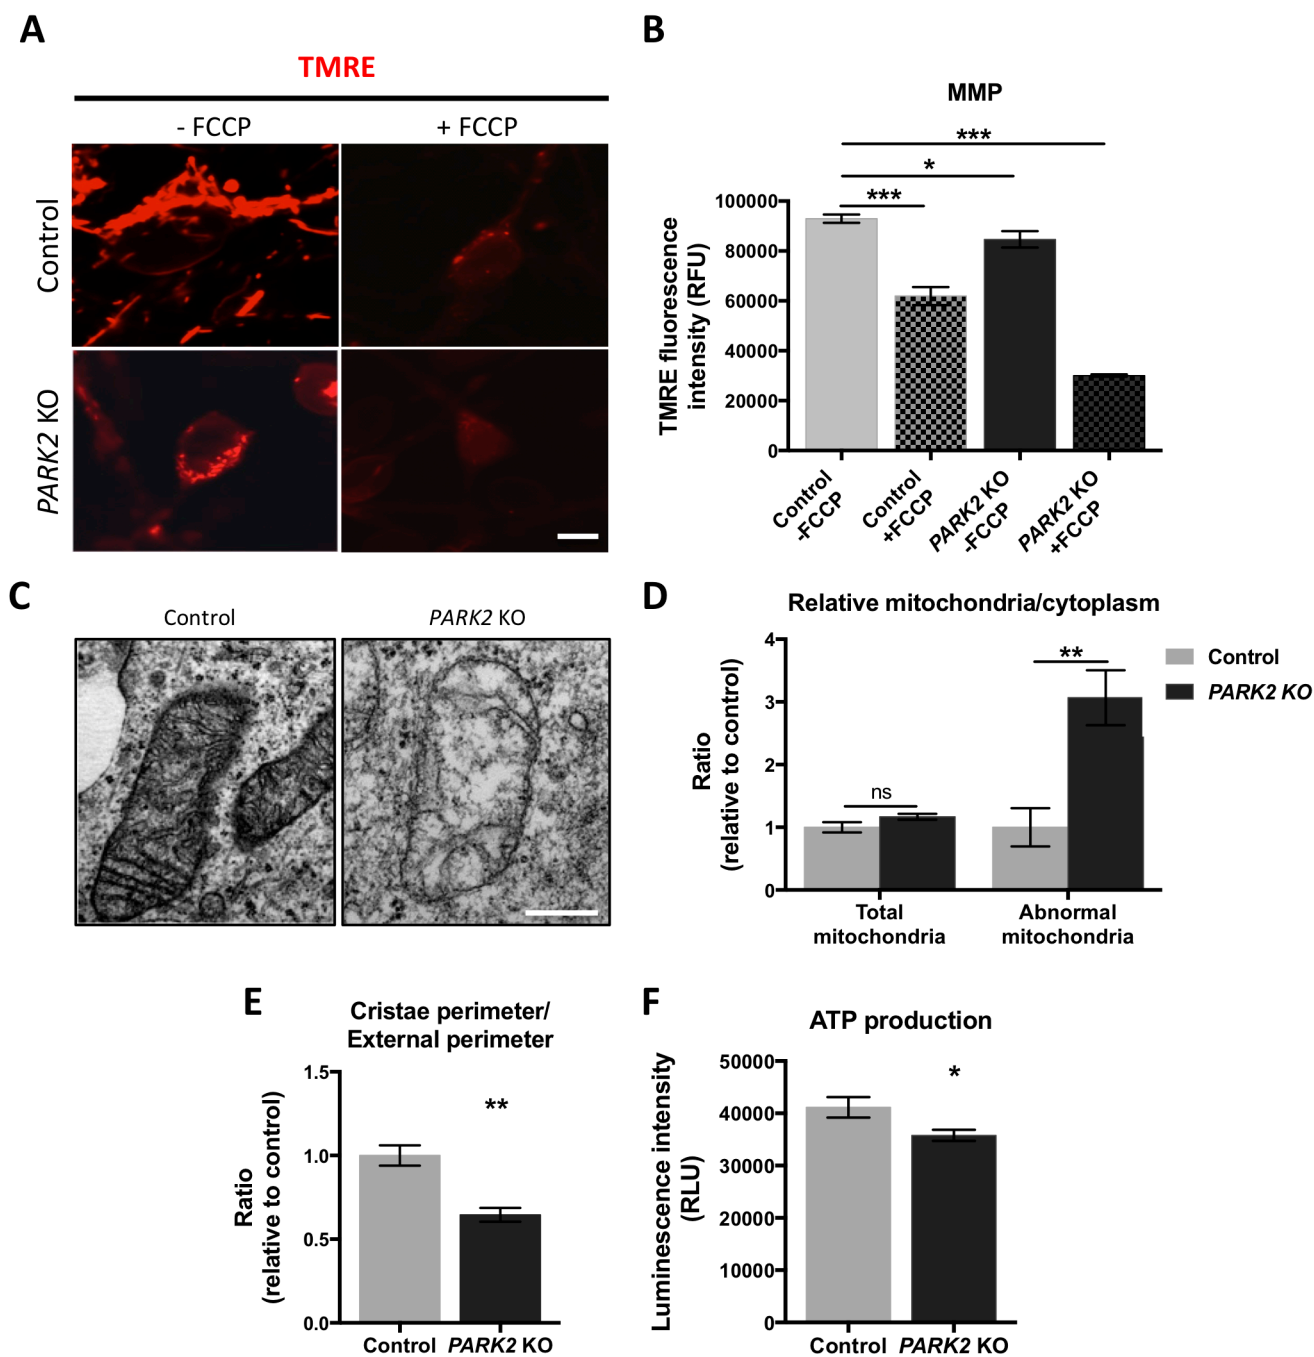 A
TMRE
- FCCP
+ FCCP
Control
PARK2 KO
B
MMP
***
*
***
TMRE fluorescence
intensity (RFU)
100000
80000
60000
40000
20000
0
Control
-FCCP
Control
+FCCP
PARK2 KO
-FCCP
PARK2 KO
+FCCP
C
Control
PARK2 KO
D
Relative mitochondria/cytoplasm
Ratio
(relative to control)
4
3
2
1
0
ns
**
Control
PARK2 KO
Total
mitochondria
Abnormal
mitochondria
E
Cristae perimeter/
External perimeter
Ratio
(relative to control)
1.5
1.0
0.5
0.0
**
Control
PARK2 KO
F
ATP production
Luminescence intensity
(RLU)
50000
40000
30000
20000
10000
0
*
Control
PARK2 KO